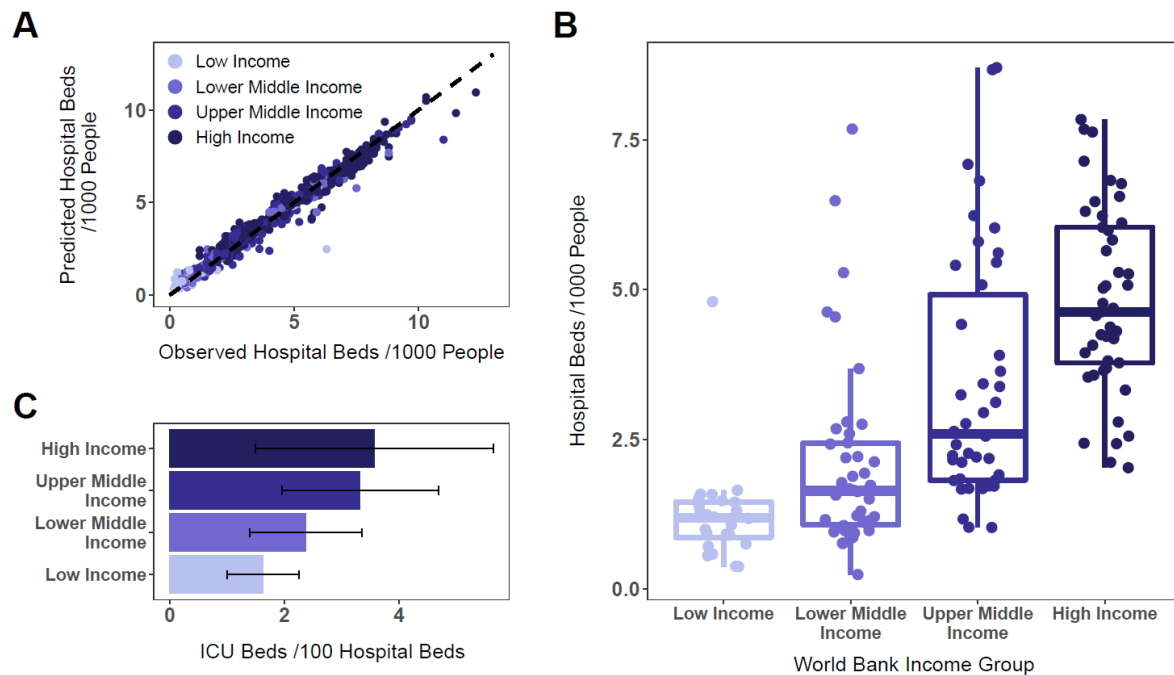 A
Predicted Hospital Beds
/1000 People
10
5
0
Low Income
Lower Middle Income
Upper Middle Income
High Income
0
5
10
Observed Hospital Beds /1000 People
B
Hospital Beds /1000 People
7.5
5.0
2.5
0.0
Low Income
Lower Middle
Income
Upper Middle
Income
High Income
World Bank Income Group
C
High Income
Upper Middle
Income
Lower Middle
Income
Low Income
0
2
4
ICU Beds /100 Hospital Beds